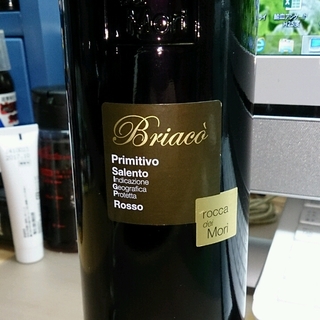 Briacò
Primitivo
Salento
Indicazione
Geografica
Protetta
Rosso
rocca
dei
Mori